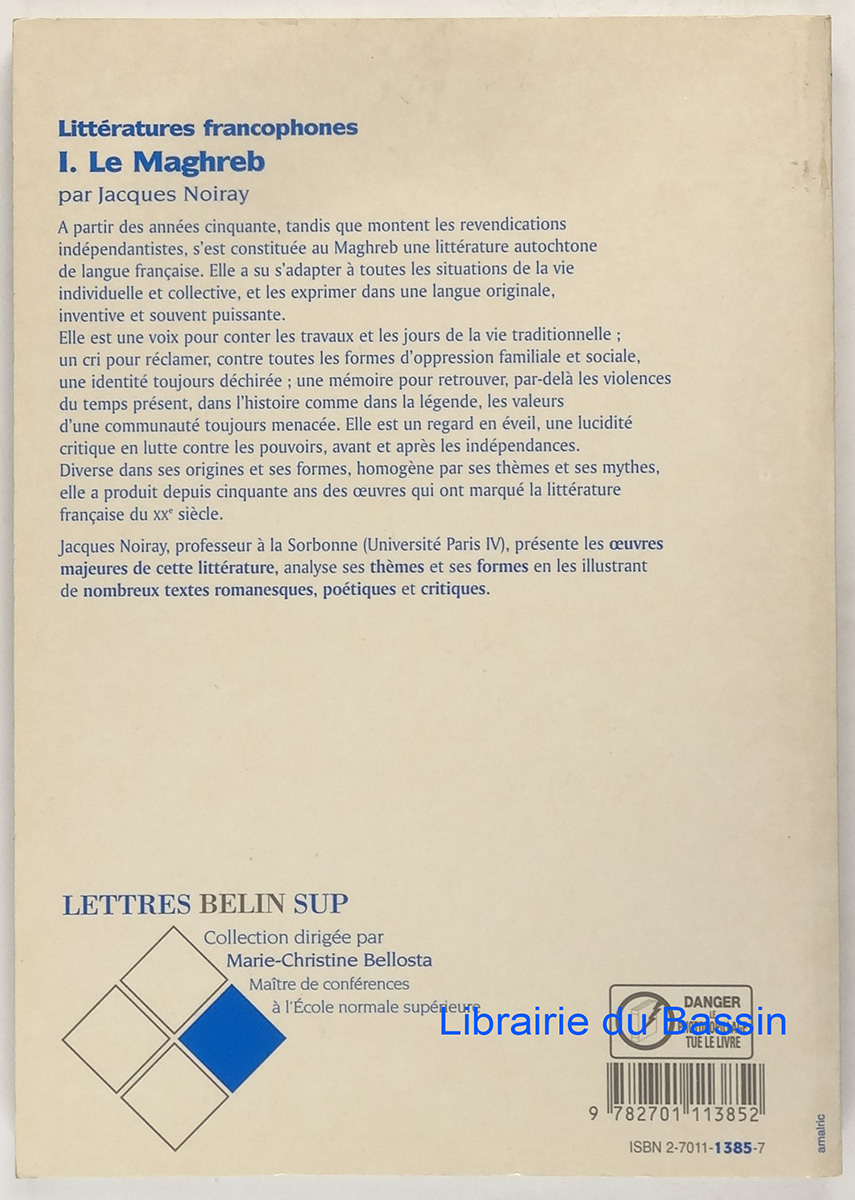 Littératures francophones
I. Le Maghreb
par Jacques Noiray
A partir des années cinquante, tandis que montent les revendications
indépendantistes, s'est constituée au Maghreb une littérature autochtone
de langue française. Elle a su s'adapter à toutes les situations de la vie
individuelle et collective, et les exprimer dans une langue originale,
inventive et souvent puissante.
Elle est une voix pour conter les travaux et les jours de la vie traditionnelle ;
un cri pour réclamer, contre toutes les formes d'oppression familiale et sociale,
une identité toujours déchirée ; une mémoire pour retrouver, par-delà les violences
du temps présent, dans l'histoire comme dans la légende, les valeurs
d'une communauté toujours menacée. Elle est un regard en éveil, une lucidité
critique en lutte contre les pouvoirs, avant et après les indépendances.
Diverse dans ses origines et ses formes, homogène par ses thèmes et ses mythes,
elle a produit depuis cinquante ans des œuvres qui ont marqué la littérature
française du XXe siècle.
Jacques Noiray, professeur à la Sorbonne (Université Paris IV), présente les œuvres
majeures de cette littérature, analyse ses thèmes et ses formes en les illustrant
de nombreux textes romanesques, poétiques et critiques.
LETTRES BELIN SUP
Collection dirigée par
Marie-Christine Bellosta
Maître de conférences
à l'École normale supérieure
Librairie du Bassin
DANGER
LE
TUE LE LIVRE
9 782701 113852
ISBN 2-7011-1385-7
amalric